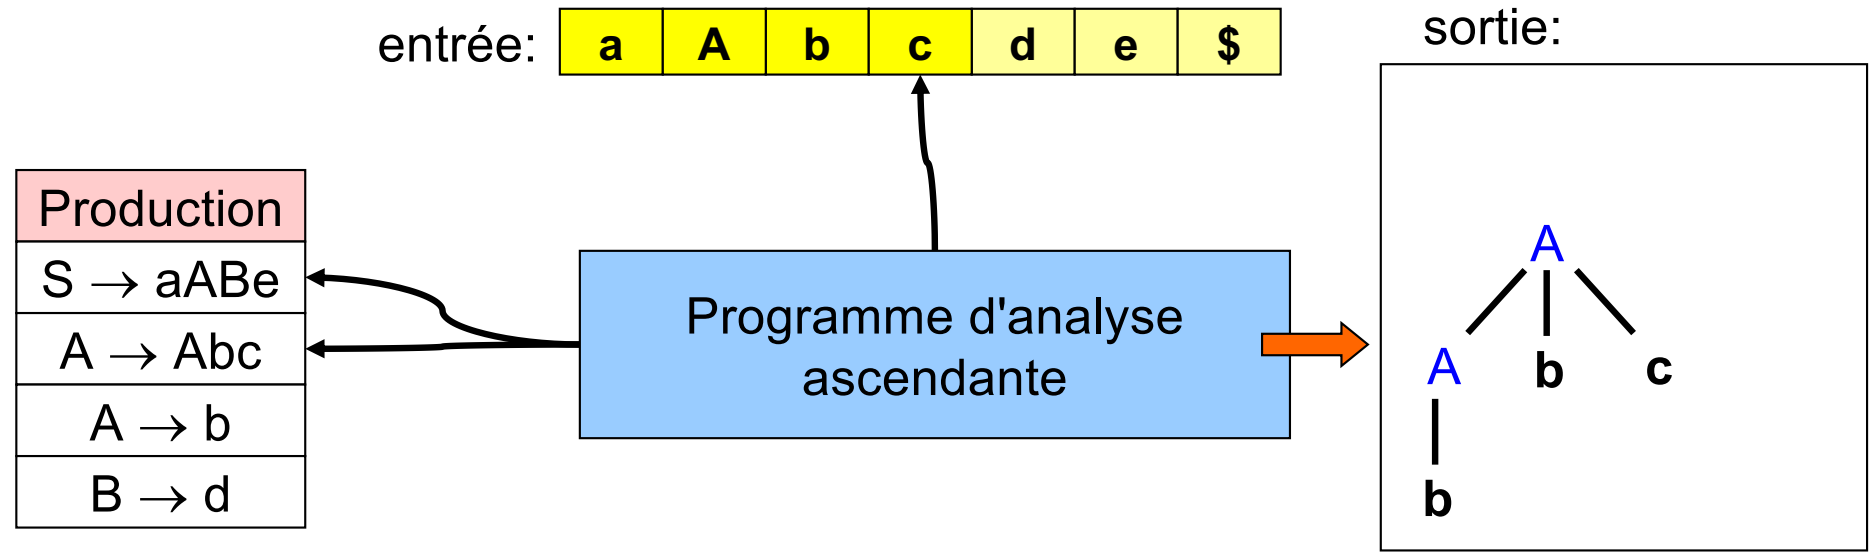 entrée: a A b c d e $
sortie:
Production
S → aABe
A → Abc
A → b
B → d
Programme d'analyse
ascendante
A
A b c
b